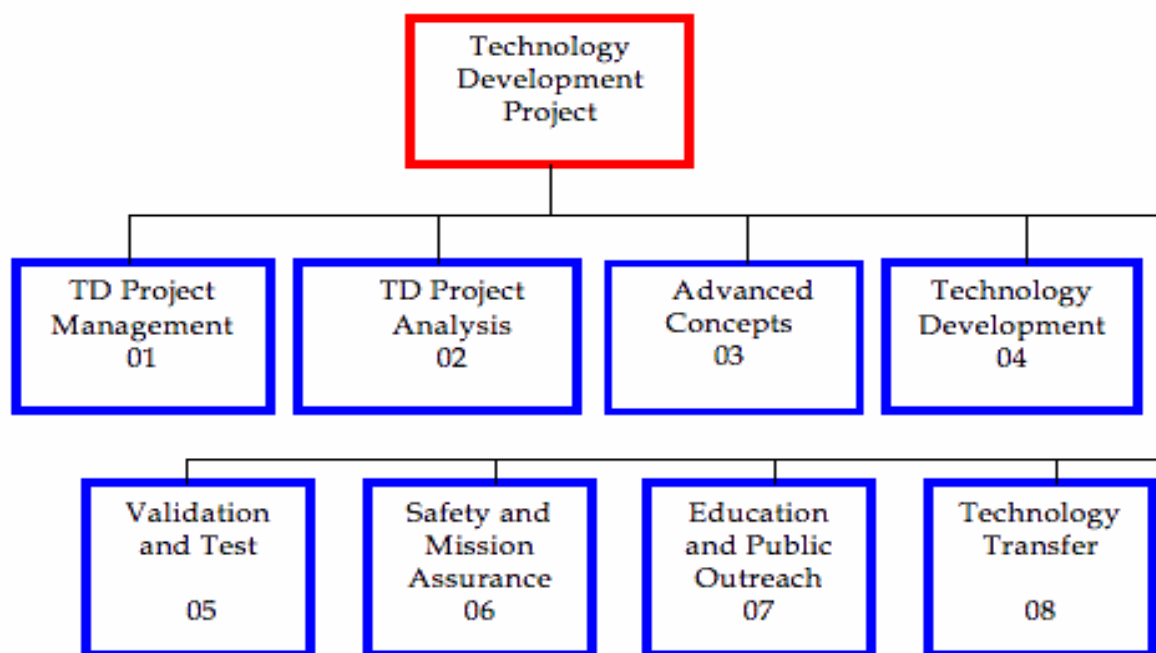 Technology
Development
Project
TD Project
Management
01
TD Project
Analysis
02
Advanced
Concepts
03
Technology
Development
04
Validation
and Test
05
Safety and
Mission
Assurance
06
Education
and Public
Outreach
07
Technology
Transfer
08